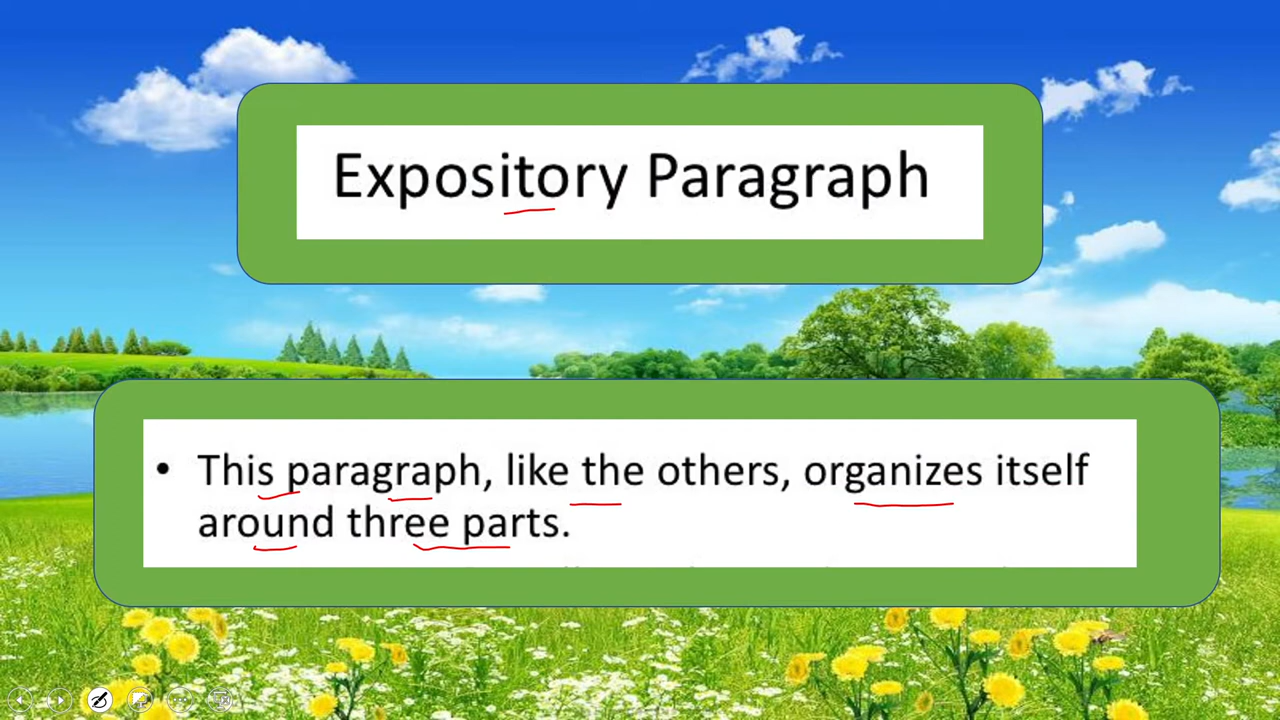 Expository Paragraph
• This paragraph, like the others, organizes itself
around three parts.